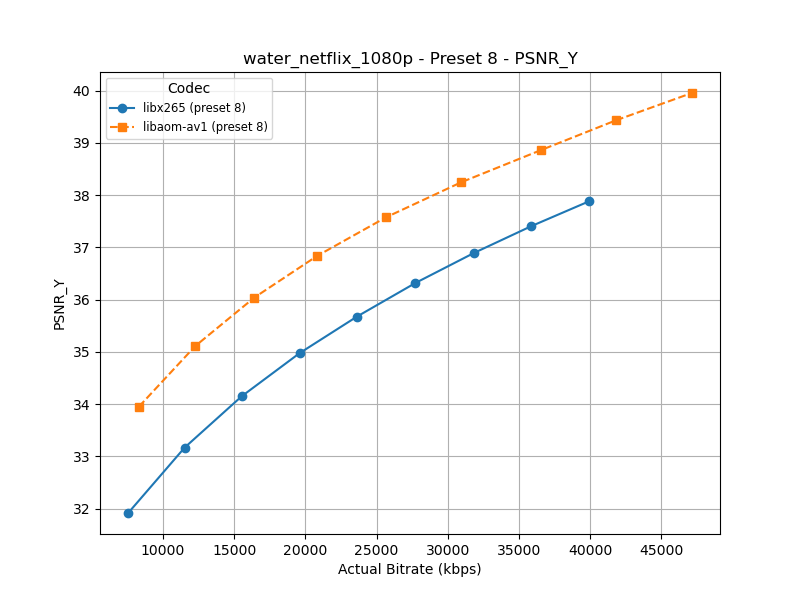 water_netflix_1080p - Preset 8 - PSNR_Y
Codec
libx265 (preset 8)
libaom-av1 (preset 8)
PSNR_Y
40
39
38
37
36
35
34
33
32
10000 15000 20000 25000 30000 35000 40000 45000
Actual Bitrate (kbps)